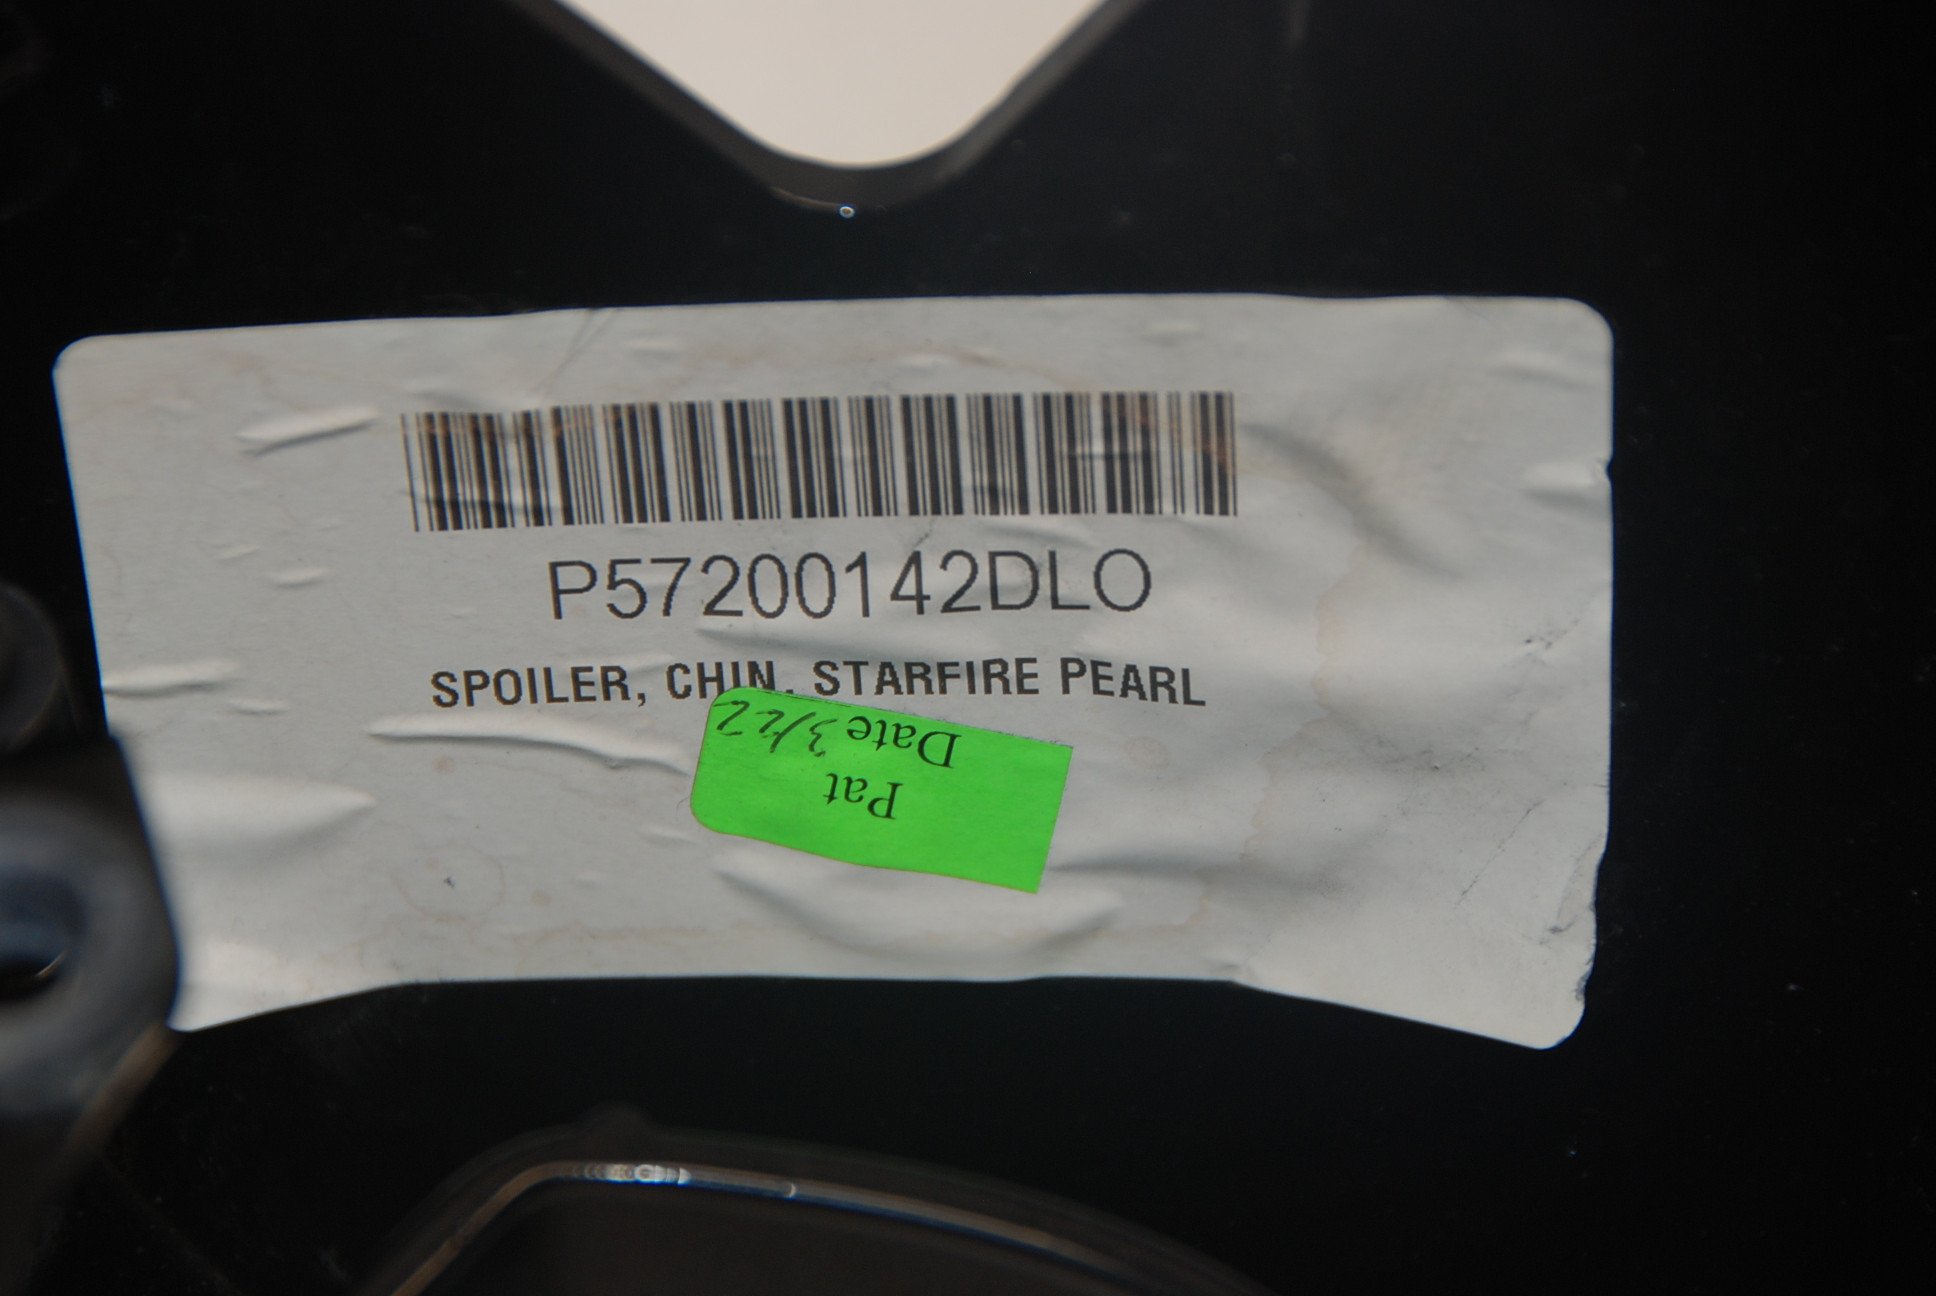 P57200142DLO
SPOILER, CHIN, STARFIRE PEARL
Pat
Date 3/22